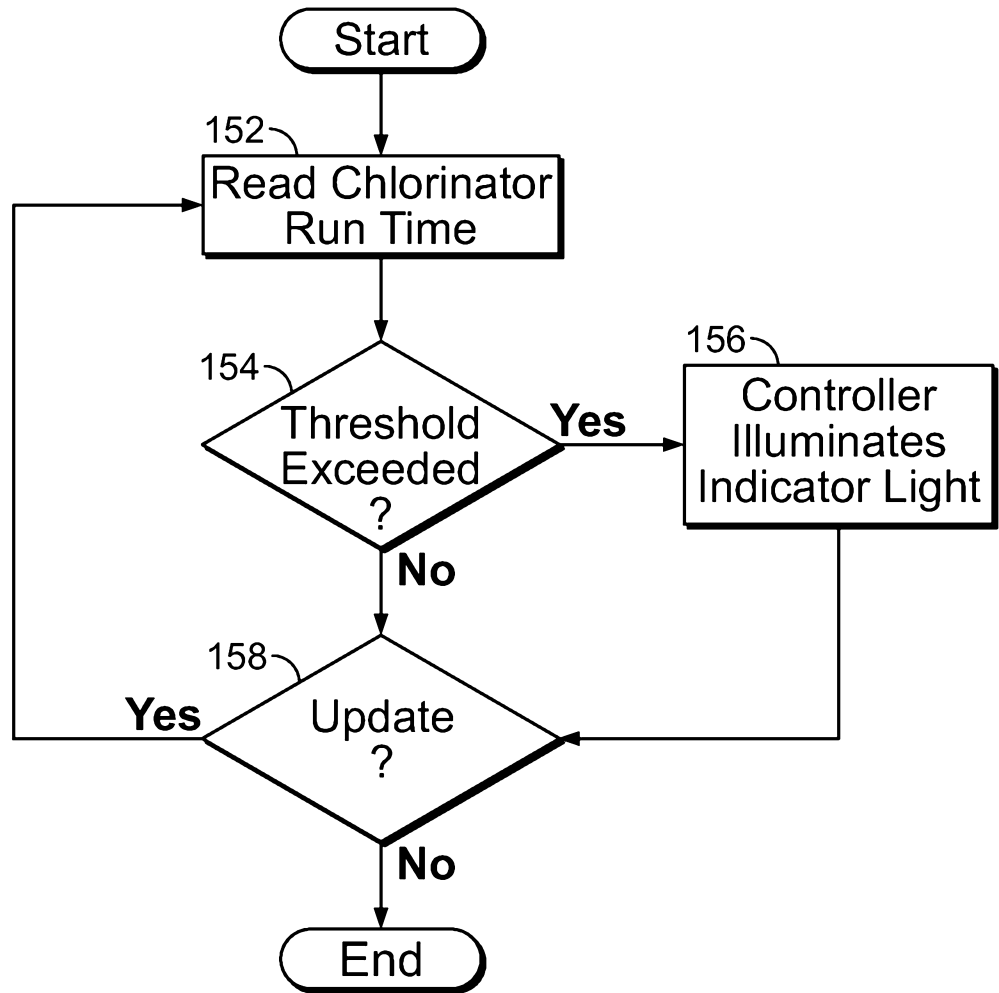 Start
152
Read Chlorinator
Run Time
154
Threshold
Exceeded
?
Yes
156
Controller
Illuminates
Indicator Light
No
158
Update
?
Yes
No
End